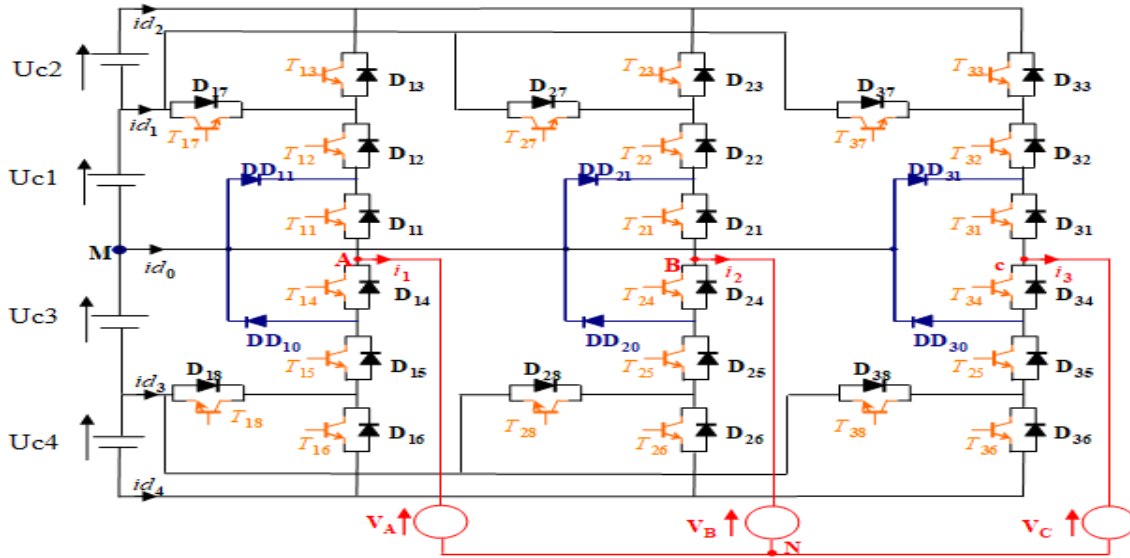 id2
Uc2
id1
T13 D13
T23 D23
T33 D33
D17
T17
D27
T27
D37
T37
T12 D12
T22 D22
T32 D32
Uc1
DD11
DD21
DD31
T11 D11
T21 D21
T31 D31
M
id0
A i1
B i2
c i3
T14 D14
T24 D24
T34 D34
Uc3
DD10
DD20
DD30
T15 D15
T25 D25
T25 D35
id3
D18
T18
D28
T28
D38
T38
Uc4
T16 D16
T26 D26
T36 D36
id4
VA
VB
VC
N